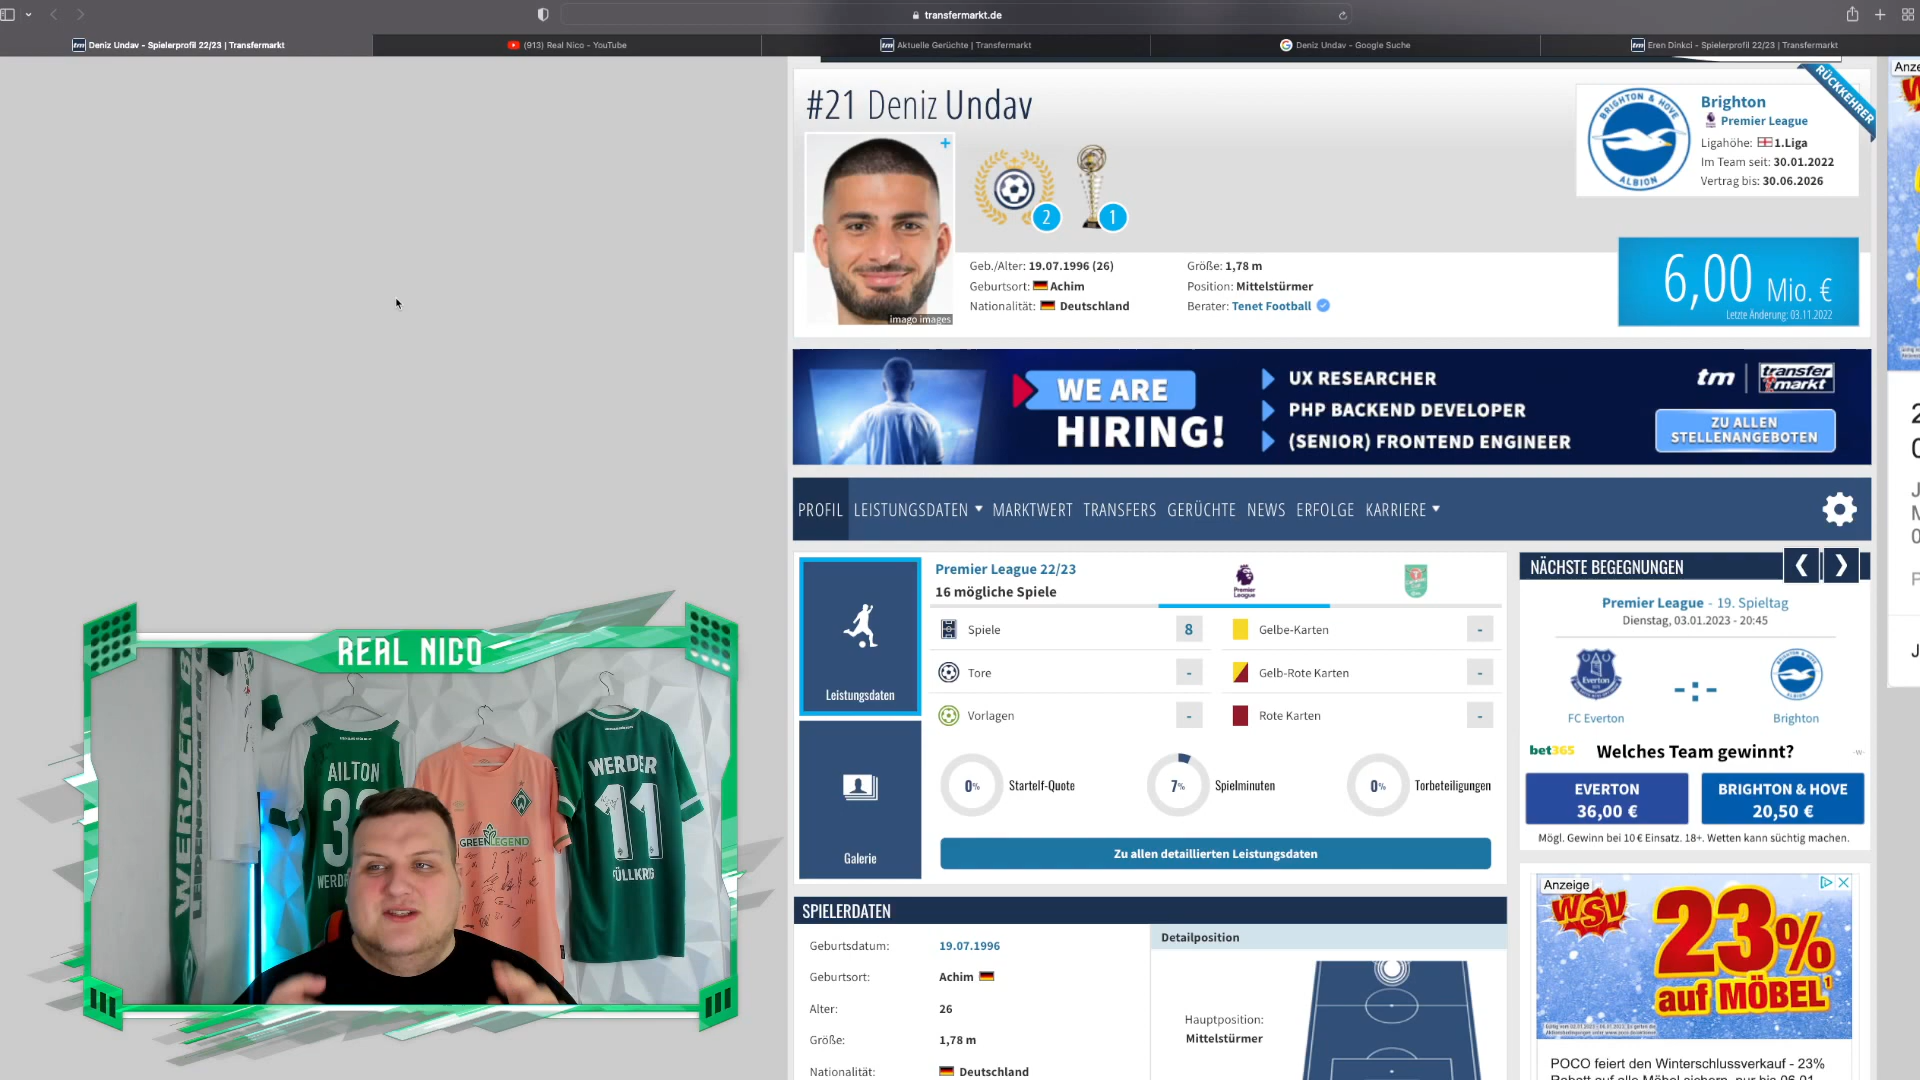 transfermarkt.de
Deniz Undav - Spielerprofil 22/23 | Transfermarkt
(913) Real Nico - YouTube
Aktuelle Gerüchte | Transfermarkt
Deniz Undav - Google Suche
Eren Dinkci - Spielerprofil 22/23 | Transfermarkt
#21 Deniz Undav
imago images
2
1
Geb./Alter: 19.07.1996 (26)
Geburtsort: Achim
Nationalität: Deutschland
Größe: 1,78 m
Position: Mittelstürmer
Berater: Tenet Football
BRIGHTON & HOVE
ALBION
Brighton
Premier League
Ligahöhe: 1.Liga
Im Team seit: 30.01.2022
Vertrag bis: 30.06.2026
RÜCKKEHRER
6,00 Mio. €
Letzte Änderung: 03.11.2022
WE ARE
HIRING!
UX RESEARCHER
PHP BACKEND DEVELOPER
(SENIOR) FRONTEND ENGINEER
tm
transfer
markt
ZU ALLEN
STELLENANGEBOTEN
PROFIL LEISTUNGSDATEN MARKTWERT TRANSFERS GERÜCHTE NEWS ERFOLGE KARRIERE
Leistungsdaten
Galerie
Premier League 22/23
16 mögliche Spiele
Premier
League
Spiele 8
Gelbe-Karten -
Tore -
Gelb-Rote Karten -
Vorlagen -
Rote Karten -
0% Startelf-Quote
7% Spielminuten
0% Torbeteiligungen
Zu allen detaillierten Leistungsdaten
SPIELERDATEN
Geburtsdatum: 19.07.1996
Geburtsort: Achim
Alter: 26
Größe: 1,78 m
Nationalität: Deutschland
Detailposition
Hauptposition:
Mittelstürmer
NÄCHSTE BEGEGNUNGEN
Premier League - 19. Spieltag
Dienstag, 03.01.2023 - 20:45
Everton
-:-
FC Everton
Brighton
bet365
Welches Team gewinnt?
EVERTON
36,00 €
BRIGHTON & HOVE
20,50 €
Mögl. Gewinn bei 10 € Einsatz. 18+. Wetten kann süchtig machen.
Anzeige
WSV
23%
auf MÖBEL
POCO feiert den Winterschlussverkauf - 23%
REAL NICO
WERDER
AILTON
GREENLEGEND
WERDER
11